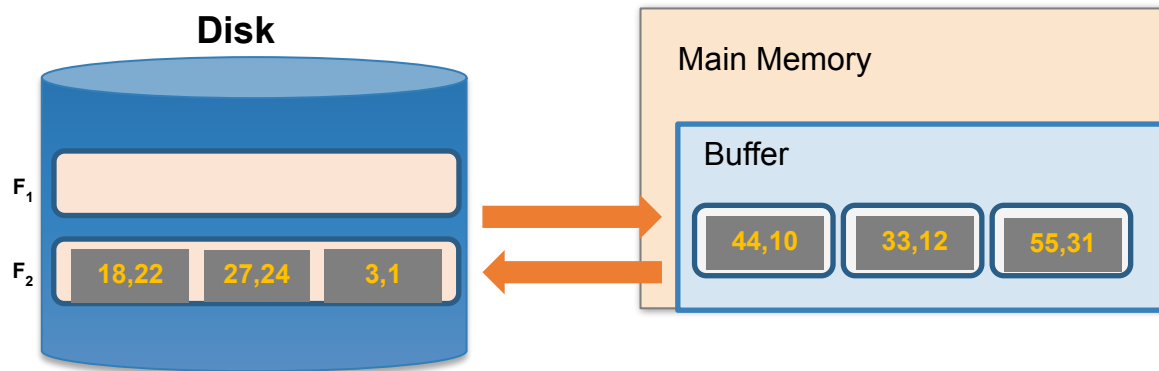 Disk
Main Memory
Buffer
F1
44,10 33,12 55,31
F2
18,22 27,24 3,1